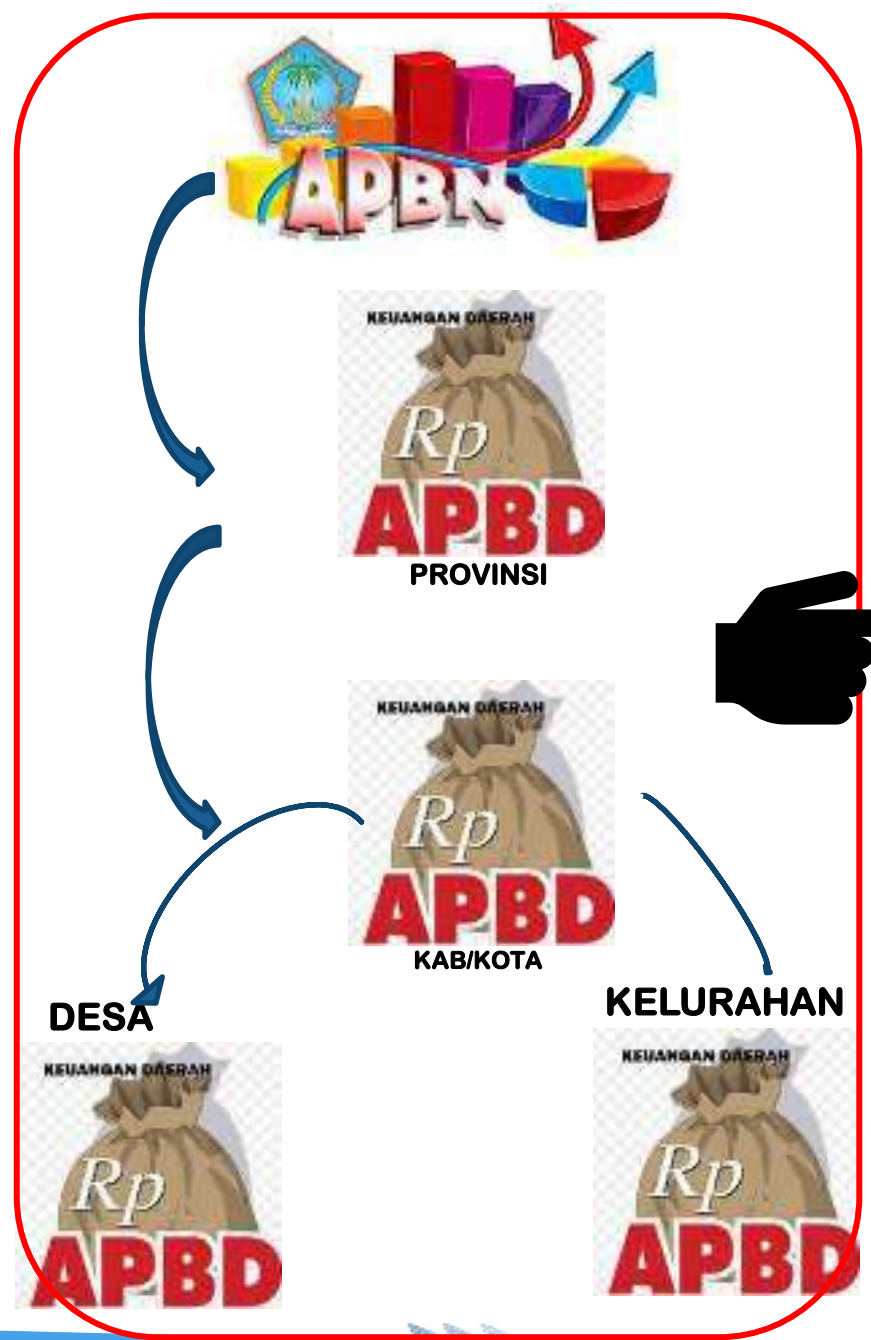 APBN
KEUANGAN DAERAH
Rp
APBD
PROVINSI
KEUANGAN DAERAH
Rp
APBD
KAB/KOTA
DESA
KELURAHAN
KEUANGAN DAERAH
Rp
APBD
KEUANGAN DAERAH
Rp
APBD